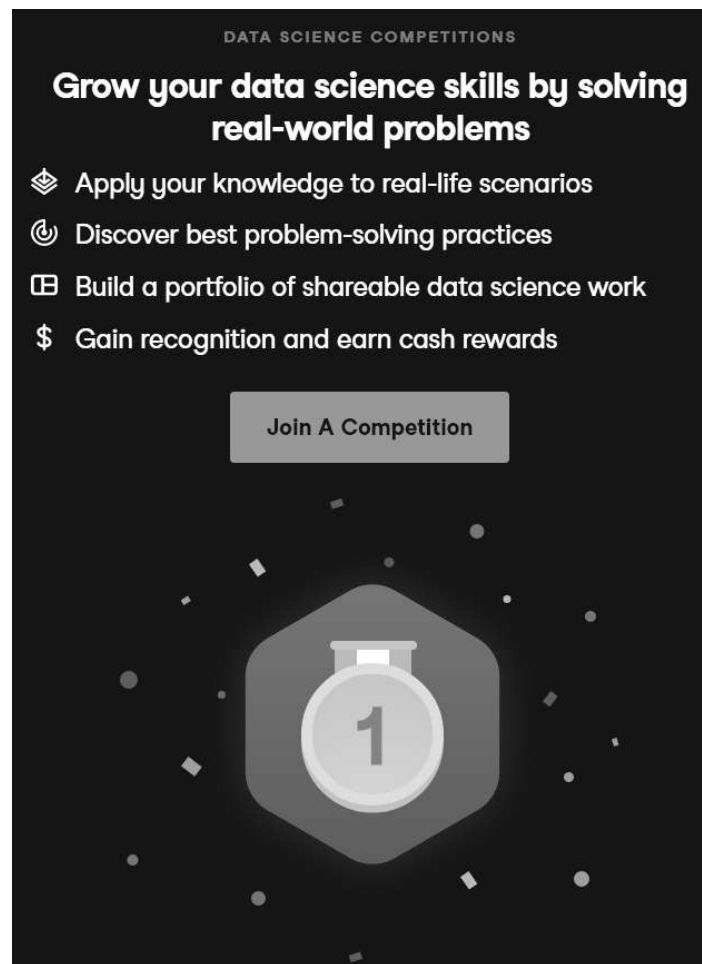 DATA SCIENCE COMPETITIONS
Grow your data science skills by solving
real-world problems
Apply your knowledge to real-life scenarios
Discover best problem-solving practices
Build a portfolio of shareable data science work
$ Gain recognition and earn cash rewards
Join A Competition
1